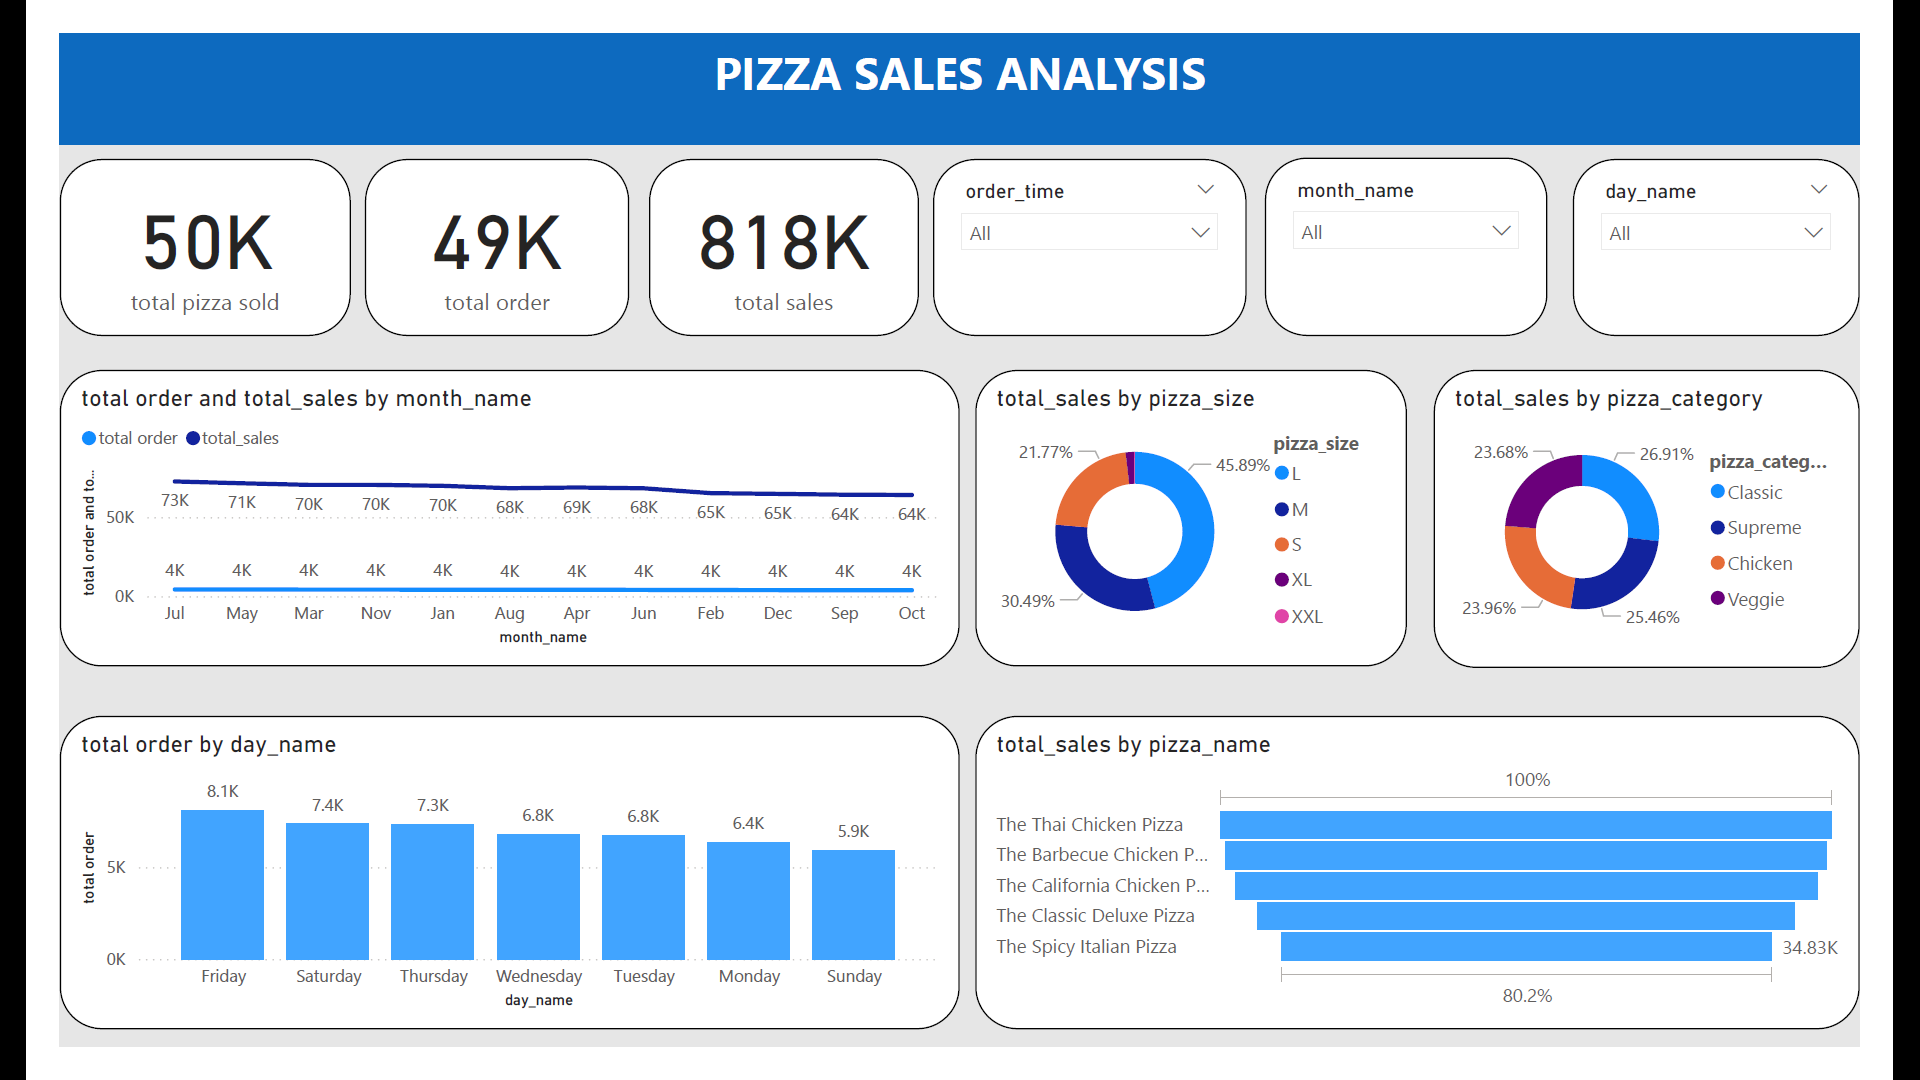 PIZZA SALES ANALYSIS
50K
total pizza sold
49K
total order
818K
total sales
order_time
All
month_name
All
day_name
All
total order and total_sales by month_name
total order total_sales
total order and to...
50K
0K
73K 71K 70K 70K 70K 68K 69K 68K 65K 65K 64K 64K
4K 4K 4K 4K 4K 4K 4K 4K 4K 4K 4K 4K
Jul May Mar Nov Jan Aug Apr Jun Feb Dec Sep Oct
month_name
total_sales by pizza_size
21.77%
45.89%
30.49%
pizza_size
L
M
S
XL
XXL
total_sales by pizza_category
23.68%
26.91%
23.96%
25.46%
pizza_categ...
Classic
Supreme
Chicken
Veggie
total order by day_name
total order
5K
0K
8.1K 7.4K 7.3K 6.8K 6.8K 6.4K 5.9K
Friday Saturday Thursday Wednesday Tuesday Monday Sunday
day_name
total_sales by pizza_name
100%
The Thai Chicken Pizza
The Barbecue Chicken P...
The California Chicken P...
The Classic Deluxe Pizza
The Spicy Italian Pizza 34.83K
80.2%